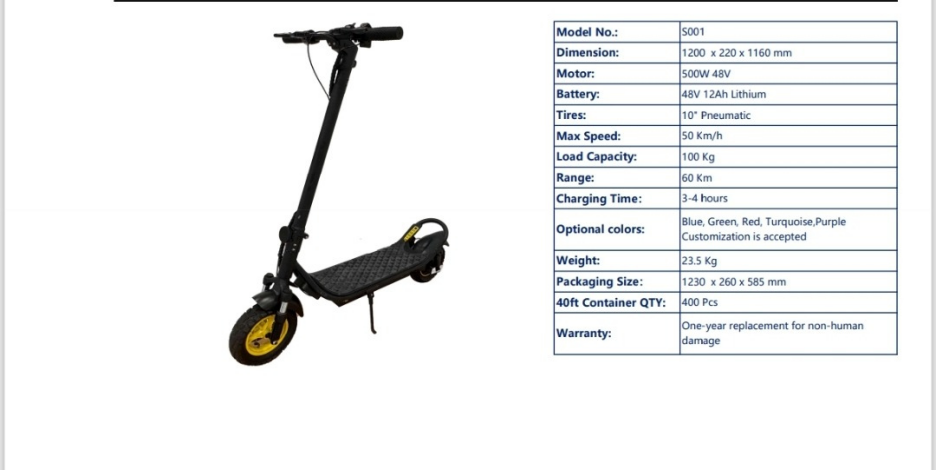 Model No.: S001
Dimension: 1200 x 220 x 1160 mm
Motor: 500W 48V
Battery: 48V 12Ah Lithium
Tires: 10" Pneumatic
Max Speed: 50 Km/h
Load Capacity: 100 Kg
Range: 60 Km
Charging Time: 3-4 hours
Optional colors: Blue, Green, Red, Turquoise,Purple
Customization is accepted
Weight: 23.5 Kg
Packaging Size: 1230 x 260 x 585 mm
40ft Container QTY: 400 Pcs
Warranty: One-year replacement for non-human
damage